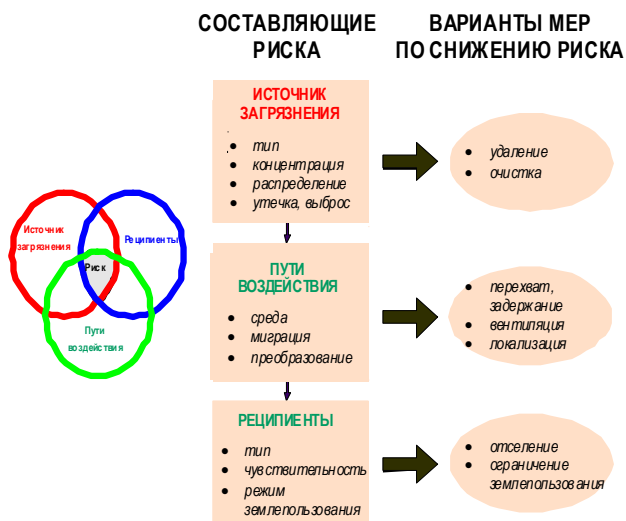 СОСТАВЛЯЮЩИЕ
РИСКА
ВАРИАНТЫ МЕР
ПО СНИЖЕНИЮ РИСКА
Источник
загрязнения
Реципиенты
Риск
Пути
воздействия
ИСТОЧНИК
ЗАГРЯЗНЕНИЯ
• тип
• концентрация
• распределение
• утечка, выброс
• удаление
• очистка
ПУТИ
ВОЗДЕЙСТВИЯ
• среда
• миграция
• преобразование
• перехват,
задержание
• вентиляция
• локализация
РЕЦИПИЕНТЫ
• тип
• чувствительность
• режим
землепользования
• отселение
• ограничение
землепользования